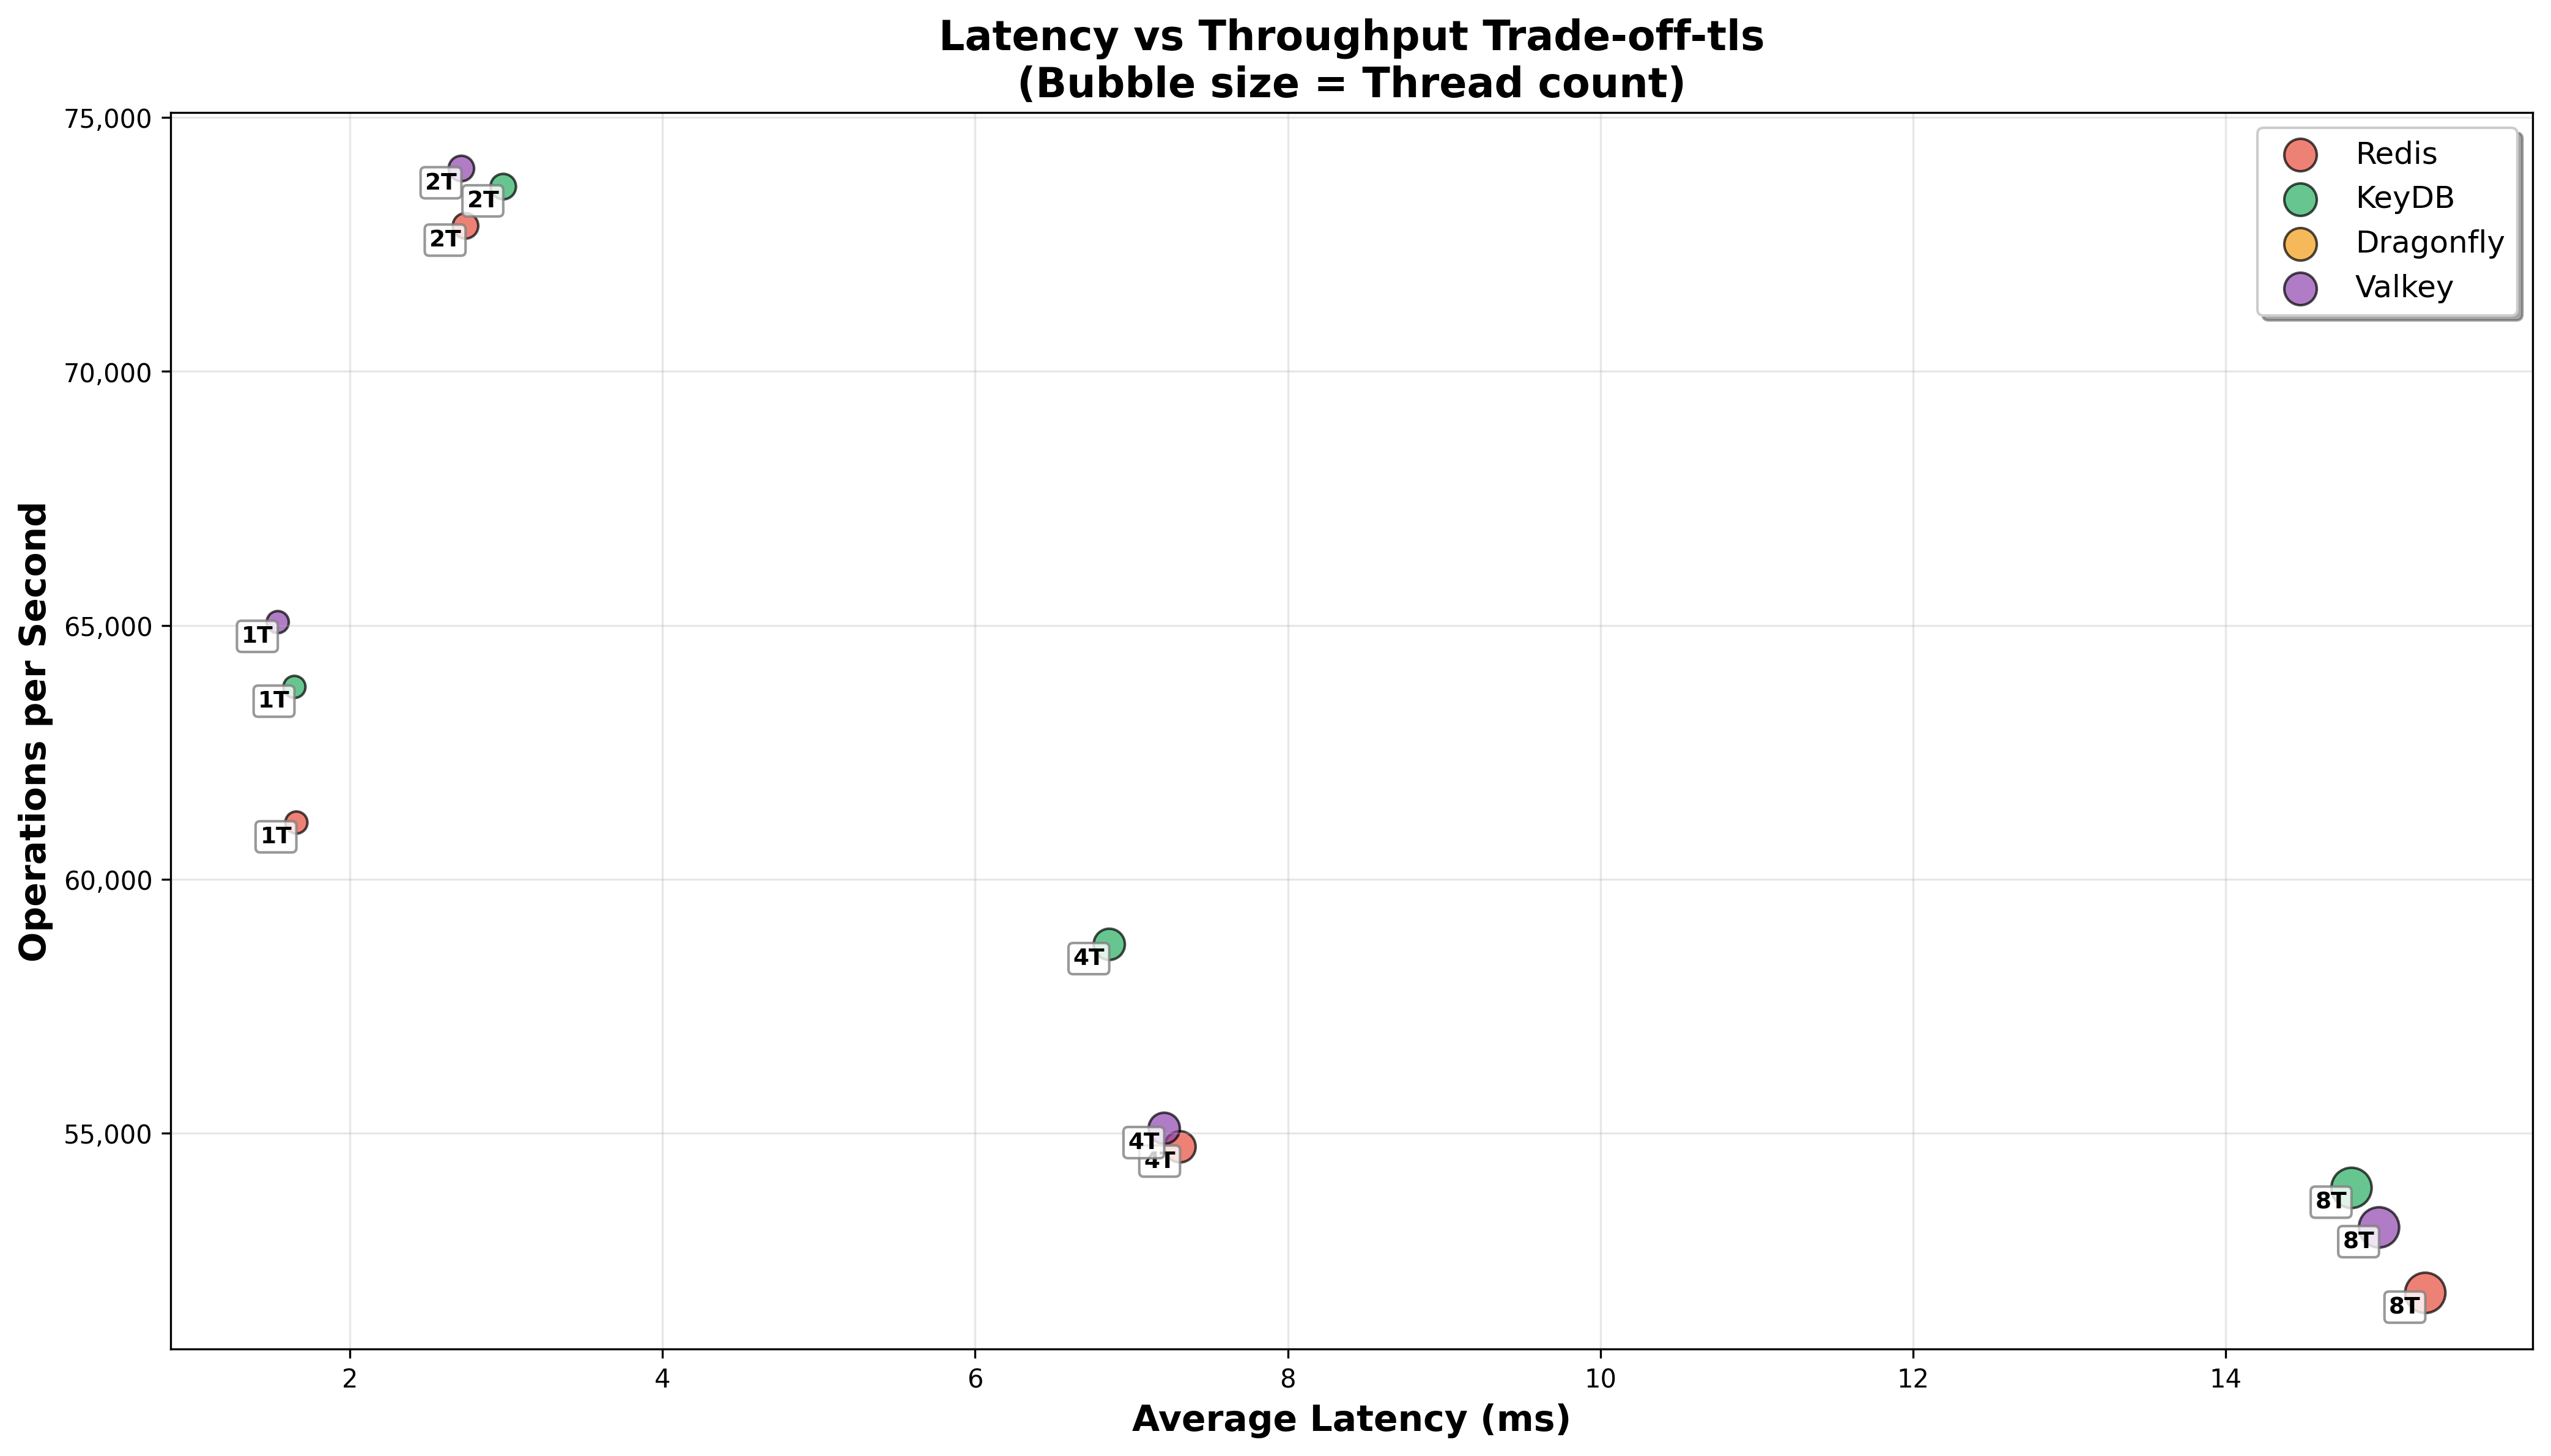 Latency vs Throughput Trade-off-tls
(Bubble size = Thread count)
75,000
70,000
65,000
60,000
55,000
Operations per Second
2T
2T
2T
1T
1T
1T
4T
4T
4T
8T
8T
8T
Redis
KeyDB
Dragonfly
Valkey
2
4
6
8
10
12
14
Average Latency (ms)